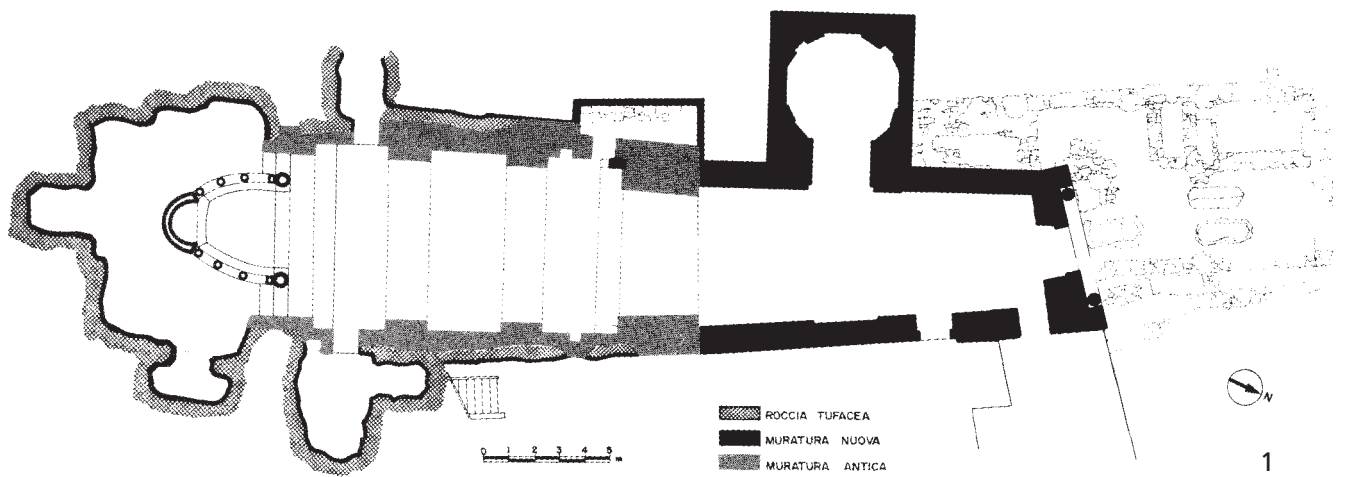 N
ROCCIA TUFACEA
MURATURA NUOVA
MURATURA ANTICA
0 1 2 3 4 5 m
1